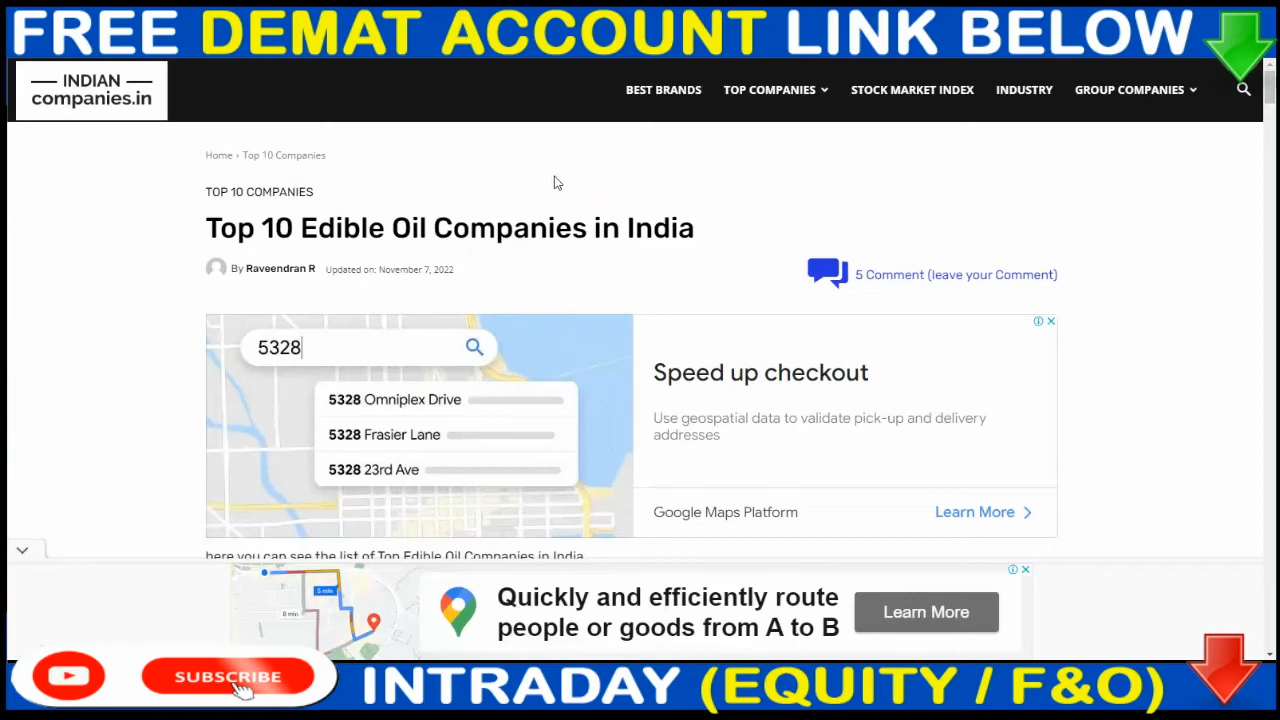 FREE DEMAT ACCOUNT LINK BELOW
INDIAN
companies.in
BEST BRANDS TOP COMPANIES STOCK MARKET INDEX INDUSTRY GROUP COMPANIES
Home › Top 10 Companies
TOP 10 COMPANIES
Top 10 Edible Oil Companies in India
By Raveendran R Updated on: November 7, 2022
5 Comment (leave your Comment)
5328
5328 Omniplex Drive
5328 Frasier Lane
5328 23rd Ave
Speed up checkout
Use geospatial data to validate pick-up and delivery
addresses
Google Maps Platform Learn More
here you can see the list of Top Edible Oil Companies in India
5 min
8 min
Quickly and efficiently route
people or goods from A to B
Learn More
SUBSCRIBE
INTRADAY (EQUITY / F&O)